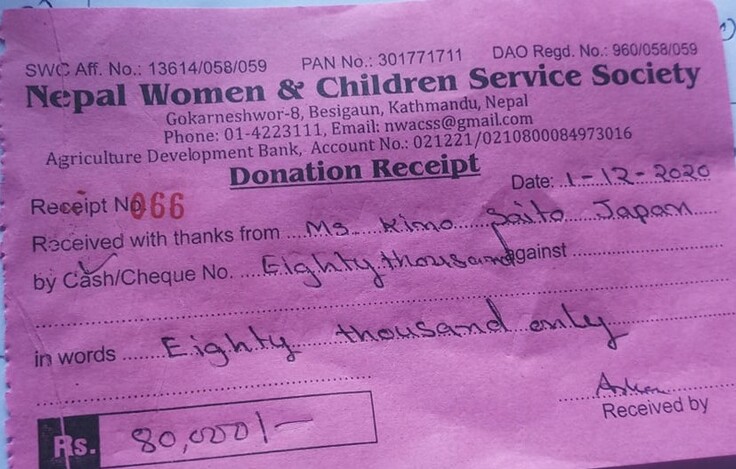 SWC Aff. No.: 13614/058/059 PAN No.: 301771711 DAO Regd. No.: 960/058/059
Nepal Women & Children Service Society
Gokarneshwor-8, Besigaun, Kathmandu, Nepal
Phone: 01-4223111, Email: nwacss@gmail.com
Agriculture Development Bank, Account No.: 021221/0210800084973016
Donation Receipt
Receipt No. 066 Date: 1-12-2020
Received with thanks from Ms. Kimo Saito Japan
by Cash/Cheque No. Eighty thousand against
in words Eighty thousand only
Received by
Rs. 80,000/-